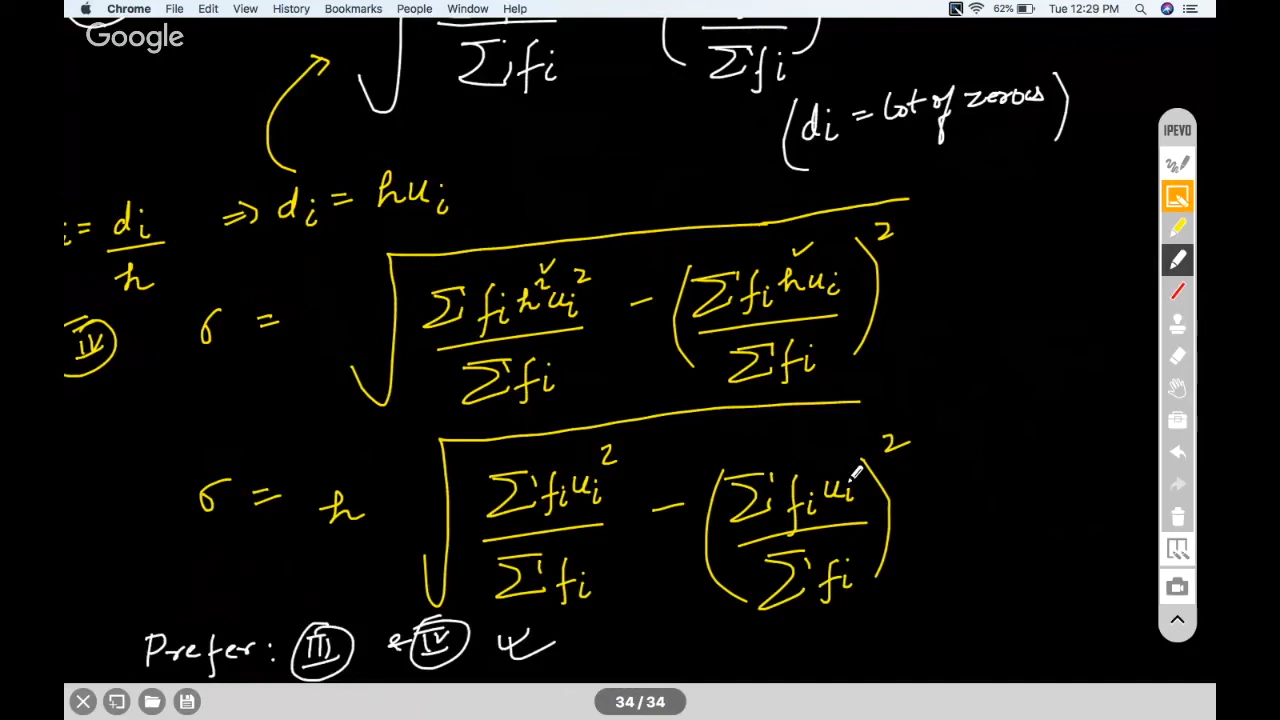 Chrome File Edit View History Bookmarks People Window Help 62% Tue 12:29 PM
Google
Σfi Σfi
(di = lot of zeroes)
IPEVO
i = di/h ⇒ di = hui
IV σ = √(Σfih²ui²/Σfi - (Σfihui/Σfi)²)
σ = h √(Σfiui²/Σfi - (Σfiui/Σfi)²)
Prefer: III & IV
34 / 34